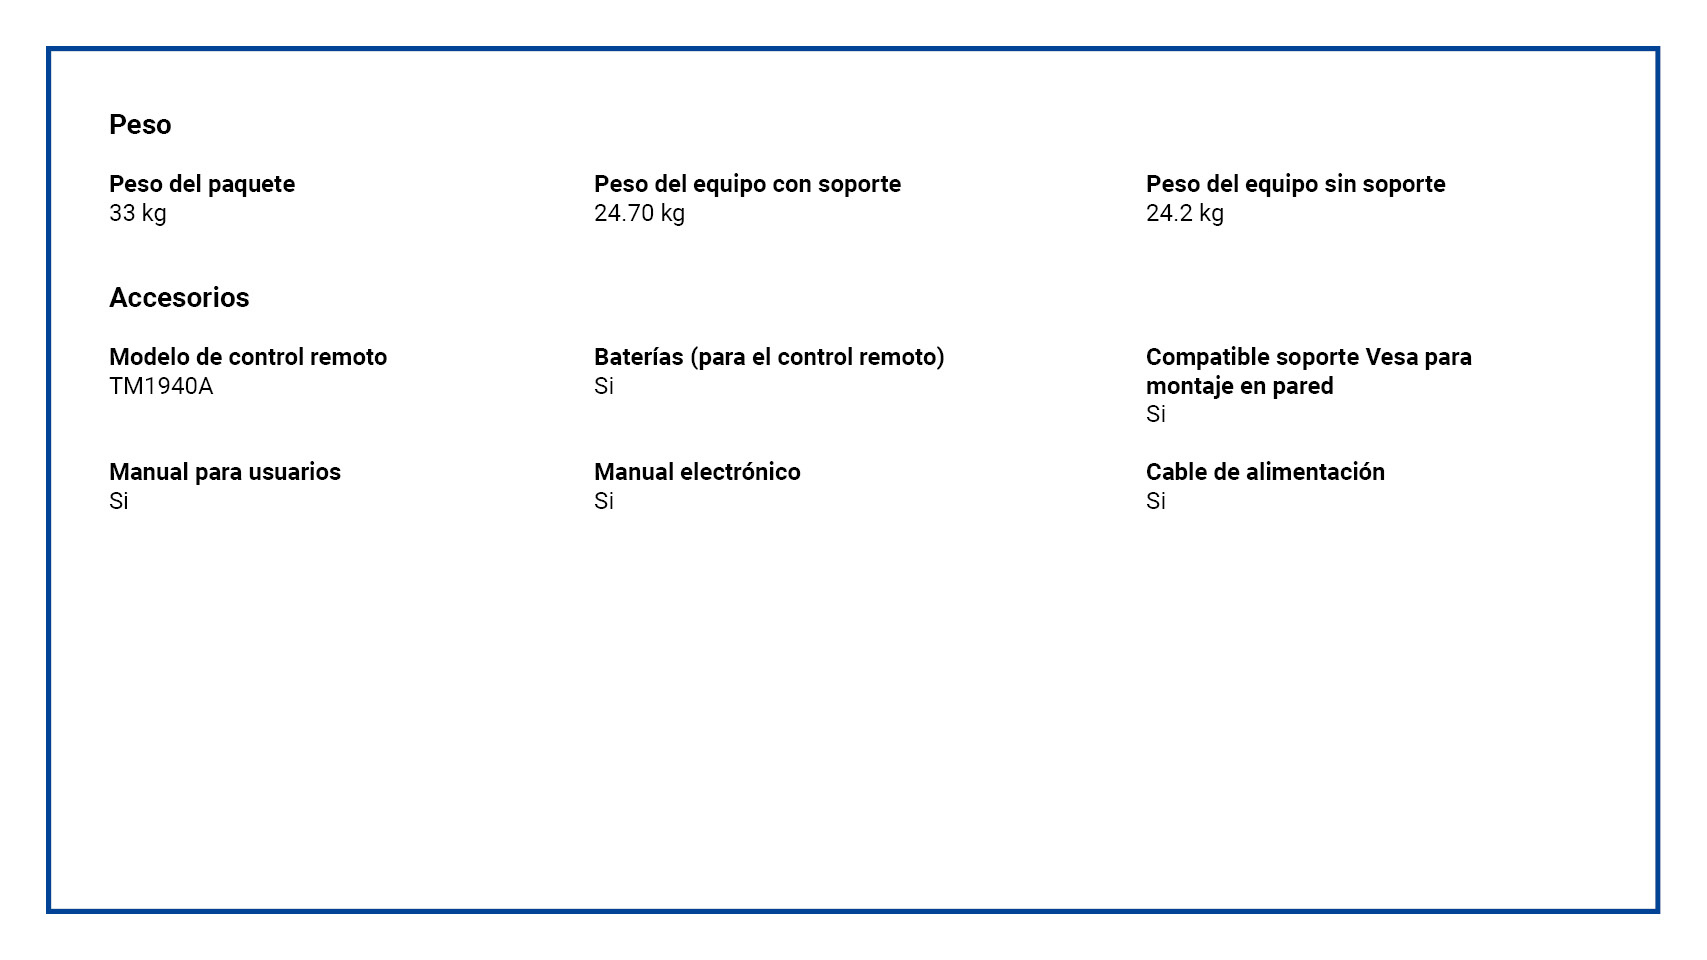 Peso
Peso del paquete
33 kg
Peso del equipo con soporte
24.70 kg
Peso del equipo sin soporte
24.2 kg
Accesorios
Modelo de control remoto
TM1940A
Baterías (para el control remoto)
Si
Compatible soporte Vesa para
montaje en pared
Si
Manual para usuarios
Si
Manual electrónico
Si
Cable de alimentación
Si